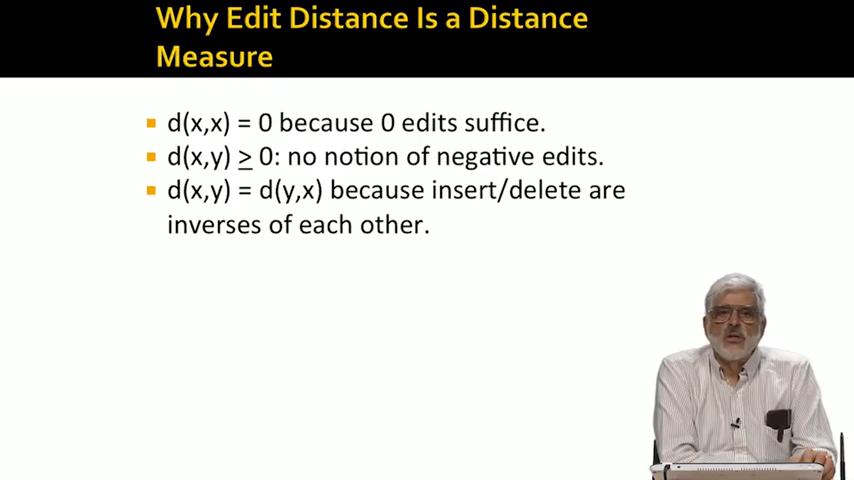 Why Edit Distance Is a Distance
Measure
d(x,x) = 0 because 0 edits suffice.
d(x,y) ≥ 0: no notion of negative edits.
d(x,y) = d(y,x) because insert/delete are
inverses of each other.